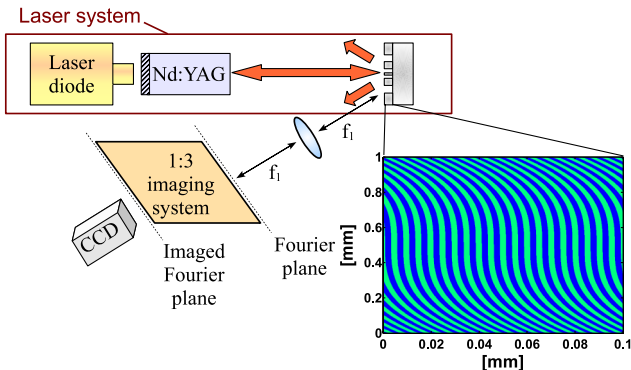 Laser system
Laser
diode
Nd:YAG
f1
f1
1:3
imaging
system
CCD
Imaged
Fourier
plane
Fourier
plane
[mm]
1
0.8
0.6
0.4
0.2
0
0 0.02 0.04 0.06 0.08 0.1
[mm]